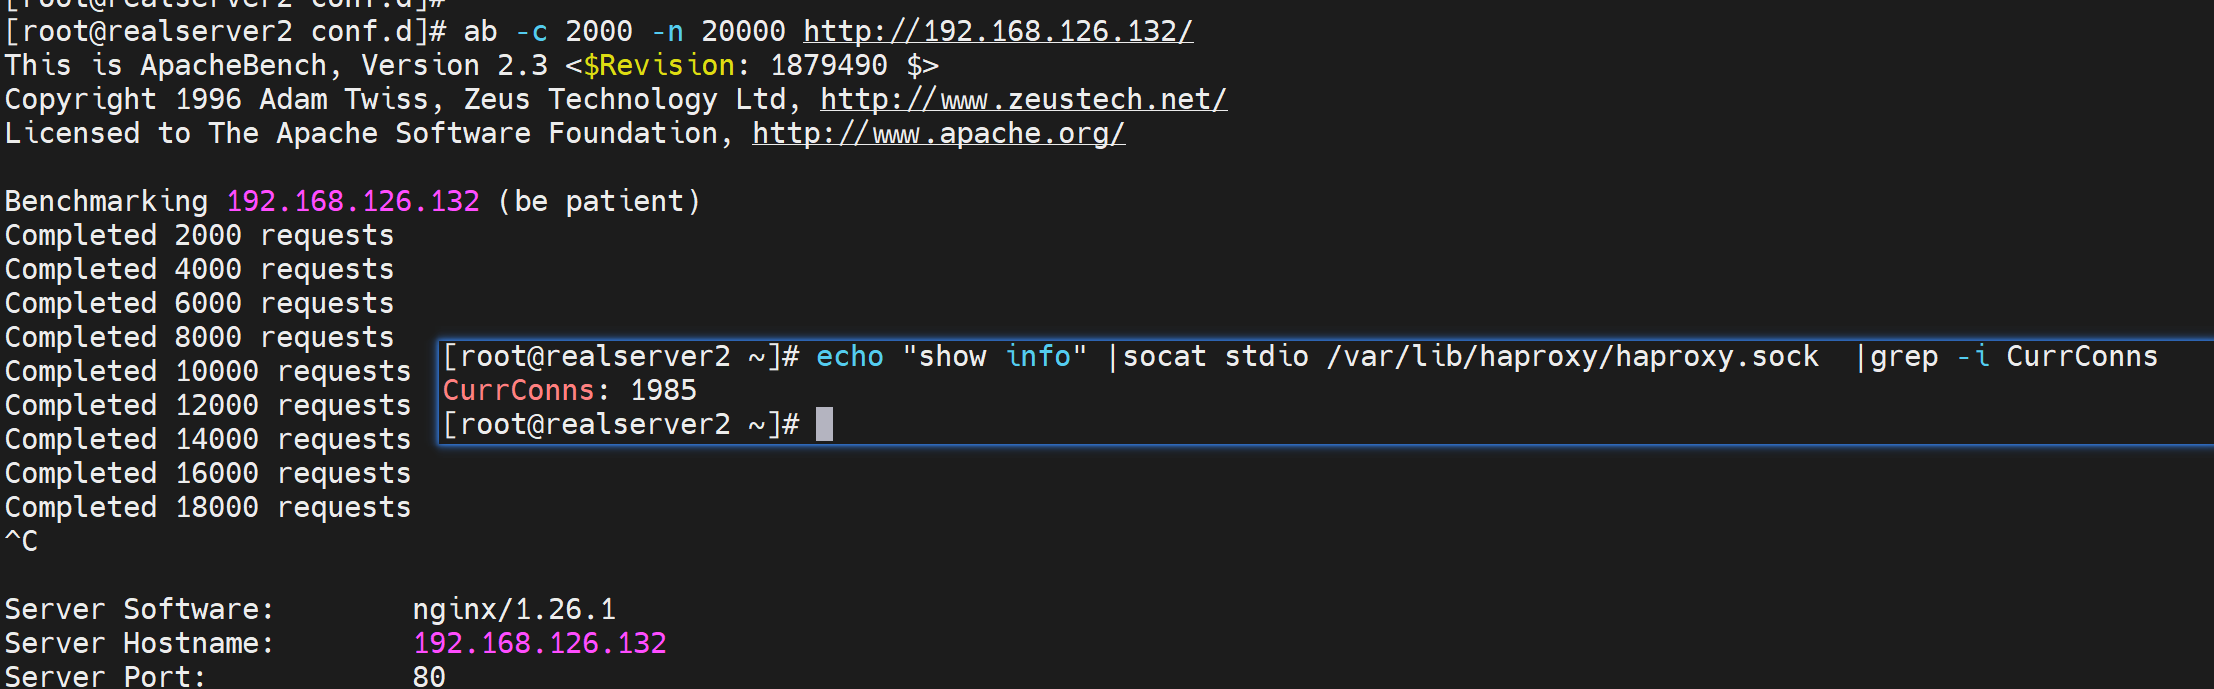 [root@realserver2 conf.d]#
[root@realserver2 conf.d]# ab -c 2000 -n 20000 http://192.168.126.132/
This is ApacheBench, Version 2.3 <$Revision: 1879490 $>
Copyright 1996 Adam Twiss, Zeus Technology Ltd, http://www.zeustech.net/
Licensed to The Apache Software Foundation, http://www.apache.org/
Benchmarking 192.168.126.132 (be patient)
Completed 2000 requests
Completed 4000 requests
Completed 6000 requests
Completed 8000 requests
Completed 10000 requests
Completed 12000 requests
Completed 14000 requests
Completed 16000 requests
Completed 18000 requests
^C
Server Software: nginx/1.26.1
Server Hostname: 192.168.126.132
Server Port: 80
[root@realserver2 ~]# echo "show info" |socat stdio /var/lib/haproxy/haproxy.sock |grep -i CurrConns
CurrConns: 1985
[root@realserver2 ~]#